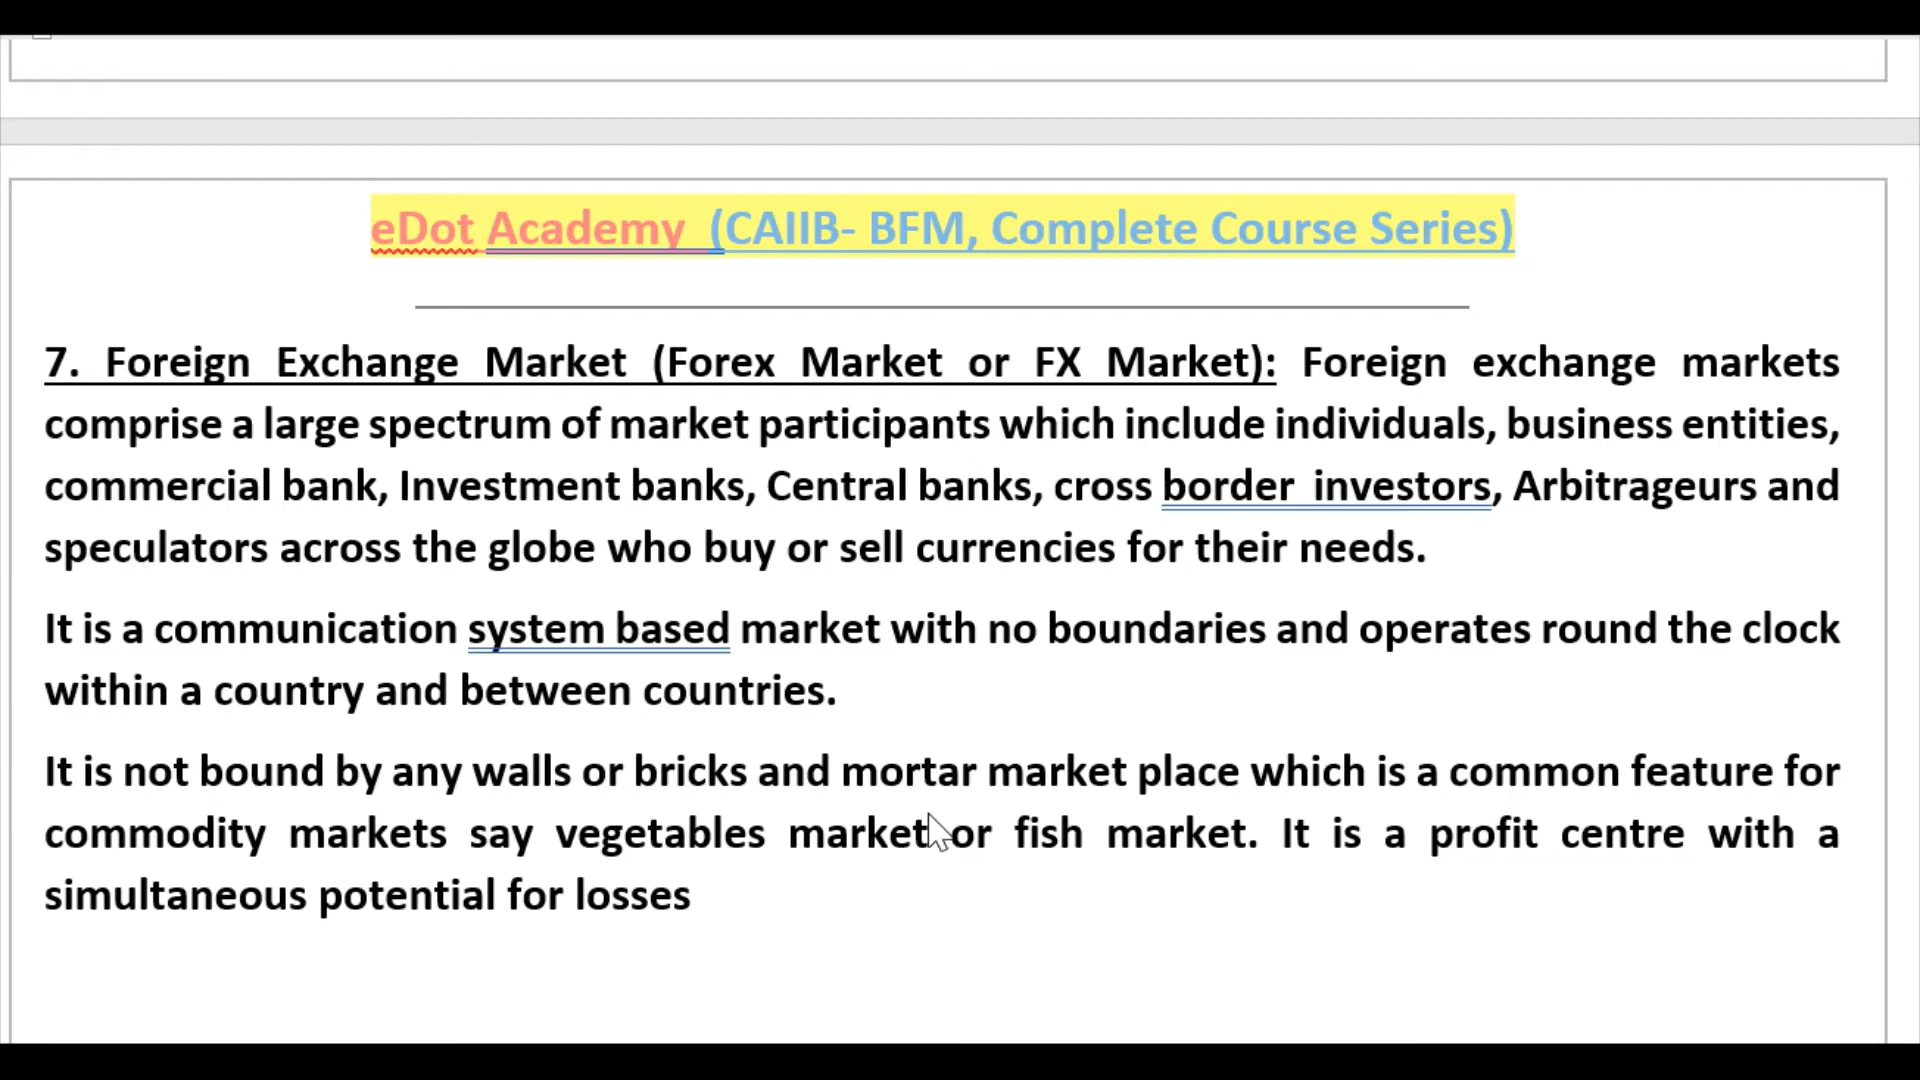 eDot Academy (CAIIB- BFM, Complete Course Series)
7. Foreign Exchange Market (Forex Market or FX Market): Foreign exchange markets
comprise a large spectrum of market participants which include individuals, business entities,
commercial bank, Investment banks, Central banks, cross border investors, Arbitrageurs and
speculators across the globe who buy or sell currencies for their needs.
It is a communication system based market with no boundaries and operates round the clock
within a country and between countries.
It is not bound by any walls or bricks and mortar market place which is a common feature for
commodity markets say vegetables market or fish market. It is a profit centre with a
simultaneous potential for losses